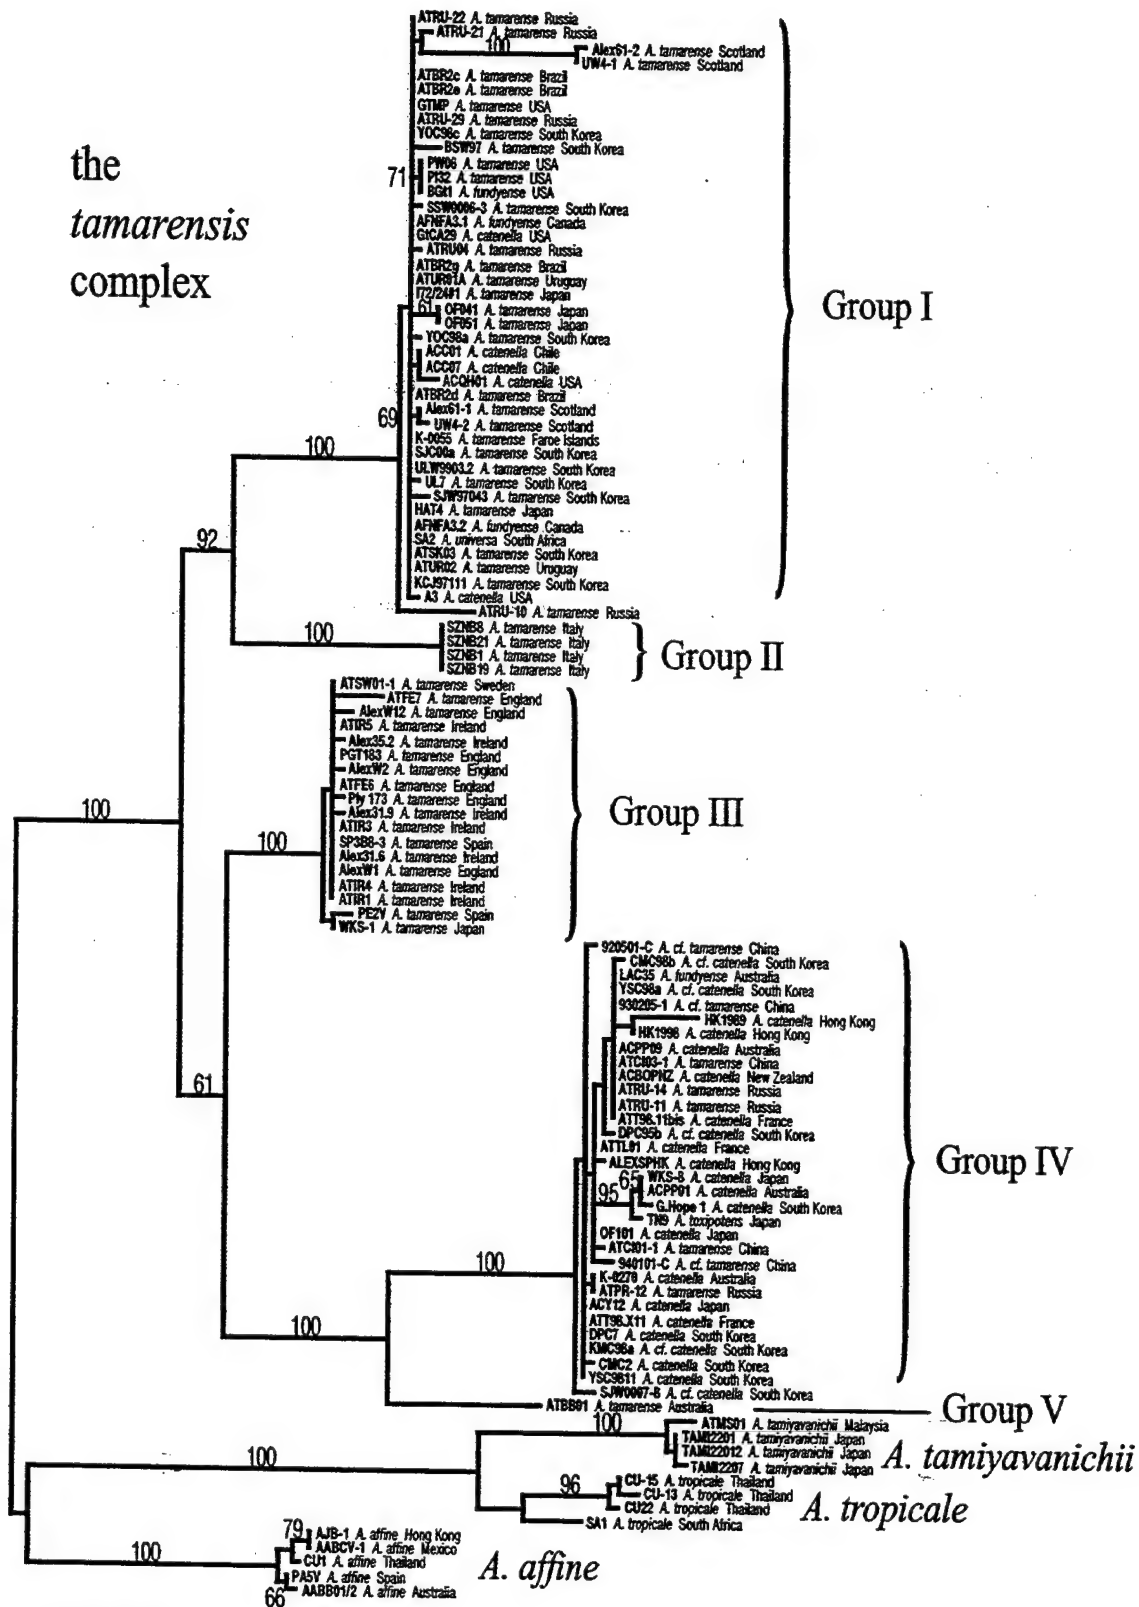 the
tamarensis
complex
ATRU-22 A. tamarense Russia
ATRU-21 A. tamarense Russia
100
Alex61-2 A. tamarense Scotland
UW4-1 A. tamarense Scotland
ATBR2c A. tamarense Brazil
ATBR2e A. tamarense Brazil
GTMP A. tamarense USA
ATRU-29 A. tamarense Russia
YOC98c A. tamarense South Korea
BSW97 A. tamarense South Korea
PW06 A. tamarense USA
71
PI32 A. tamarense USA
BGt1 A. fundyense USA
SSW0006-3 A. tamarense South Korea
AFNFA3.1 A. fundyense Canada
GtCA29 A. catenella USA
ATRU04 A. tamarense Russia
ATBR2g A. tamarense Brazil
ATUR01A A. tamarense Uruguay
I72/24#1 A. tamarense Japan
61
OF041 A. tamarense Japan
OF051 A. tamarense Japan
YOC98a A. tamarense South Korea
ACC01 A. catenella Chile
ACC07 A. catenella Chile
ACQH01 A. catenella USA
ATBR2d A. tamarense Brazil
Alex61-1 A. tamarense Scotland
69
UW4-2 A. tamarense Scotland
K-0055 A. tamarense Faroe Islands
SJC00a A. tamarense South Korea
100
ULW9903.2 A. tamarense South Korea
UL7 A. tamarense South Korea
SJW97043 A. tamarense South Korea
HAT4 A. tamarense Japan
AFNFA3.2 A. fundyense Canada
SA2 A. universa South Africa
ATSK03 A. tamarense South Korea
ATUR02 A. tamarense Uruguay
KCJ97111 A. tamarense South Korea
A3 A. catenella USA
ATRU-10 A. tamarense Russia
Group I
92
100
SZNB8 A. tamarense Italy
SZNB21 A. tamarense Italy
SZNB1 A. tamarense Italy
SZNB19 A. tamarense Italy
Group II
ATSW01-1 A. tamarense Sweden
ATFE7 A. tamarense England
AlexW12 A. tamarense England
ATIR5 A. tamarense Ireland
Alex35.2 A. tamarense Ireland
PGT183 A. tamarense England
AlexW2 A. tamarense England
ATFE6 A. tamarense England
Ply 173 A. tamarense England
Alex31.9 A. tamarense Ireland
ATIR3 A. tamarense Ireland
SP3B8-3 A. tamarense Spain
Alex31.6 A. tamarense Ireland
AlexW1 A. tamarense England
ATIR4 A. tamarense Ireland
ATIR1 A. tamarense Ireland
PE2V A. tamarense Spain
WKS-1 A. tamarense Japan
100
100
Group III
920501-C A. cf. tamarense China
CMC98b A. cf. catenella South Korea
LAC35 A. fundyense Australia
YSC98a A. cf. catenella South Korea
930205-1 A. cf. tamarense China
HK1989 A. catenella Hong Kong
HK1998 A. catenella Hong Kong
ACPP09 A. catenella Australia
ATCI03-1 A. tamarense China
ACBOPNZ A. catenella New Zealand
ATRU-14 A. tamarense Russia
61
ATRU-11 A. tamarense Russia
ATT98.11bis A. catenella France
DPC95b A. cf. catenella South Korea
ATTL01 A. catenella France
ALEXSPHK A. catenella Hong Kong
65
WKS-8 A. catenella Japan
95
ACPP01 A. catenella Australia
G.Hope 1 A. catenella South Korea
TN9 A. toxipotens Japan
OF101 A. catenella Japan
ATCI01-1 A. tamarense China
100
940101-C A. cf. tamarense China
K-0270 A. catenella Australia
ATPR-12 A. tamarense Russia
ACY12 A. catenella Japan
ATT98.X11 A. catenella France
100
DPC7 A. catenella South Korea
KMC98a A. cf. catenella South Korea
CMC2 A. catenella South Korea
YSC9811 A. catenella South Korea
SJW0007-B A. cf. catenella South Korea
Group IV
ATBB01 A. tamarense Australia
Group V
100
ATMS01 A. tamiyavanichii Malaysia
TAMI2201 A. tamiyavanichii Japan
TAMI22012 A. tamiyavanichii Japan
TAMI2207 A. tamiyavanichii Japan
A. tamiyavanichii
100
96
CU-15 A. tropicale Thailand
CU-13 A. tropicale Thailand
CU22 A. tropicale Thailand
SA1 A. tropicale South Africa
A. tropicale
79
AJB-1 A. affine Hong Kong
AABCV-1 A. affine Mexico
100
CU1 A. affine Thailand
PA5V A. affine Spain
66
AABB01/2 A. affine Australia
A. affine